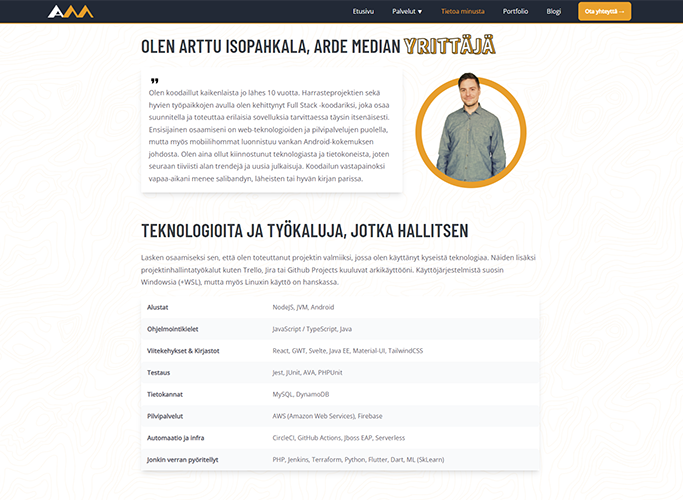 Etusivu Palvelut ▼ Tietoa minusta Portfolio Blogi Ota yhteyttä →
OLEN ARTTU ISOPAHKALA, ARDE MEDIAN YRITTÄJÄ
Olen koodaillut kaikenlaista jo lähes 10 vuotta. Harrasteprojektien sekä
hyvien työpaikkojen avulla olen kehittynyt Full Stack -koodariksi, joka osaa
suunnitella ja toteuttaa erilaisia sovelluksia tarvittaessa täysin itsenäisesti.
Ensisijainen osaamiseni on web-teknologioiden ja pilvipalvelujen puolella,
mutta myös mobiilihommat luonnistuu vankan Android-kokemuksen
johdosta. Olen aina ollut kiinnostunut teknologiasta ja tietokoneista, joten
seuraan tiiviisti alan trendejä ja uusia julkaisuja. Koodailun vastapainoksi
vapaa-aikani menee salibandyn, läheisten tai hyvän kirjan parissa.
TEKNOLOGIOITA JA TYÖKALUJA, JOTKA HALLITSEN
Lasken osaamiseksi sen, että olen toteuttanut projektin valmiiksi, jossa olen käyttänyt kyseistä teknologiaa. Näiden lisäksi
projektinhallintatyökalut kuten Trello, Jira tai Github Projects kuuluvat arkikäyttööni. Käyttöjärjestelmistä suosin
Windowsia (+WSL), mutta myös Linuxin käyttö on hanskassa.
Alustat NodeJS, JVM, Android
Ohjelmointikielet JavaScript / TypeScript, Java
Viitekehykset & Kirjastot React, GWT, Svelte, Java EE, Material-UI, TailwindCSS
Testaus Jest, JUnit, AVA, PHPUnit
Tietokannat MySQL, DynamoDB
Pilvipalvelut AWS (Amazon Web Services), Firebase
Automaatio ja infra CircleCI, GitHub Actions, Jboss EAP, Serverless
Jonkin verran pyöritellyt PHP, Jenkins, Terraform, Python, Flutter, Dart, ML (SkLearn)